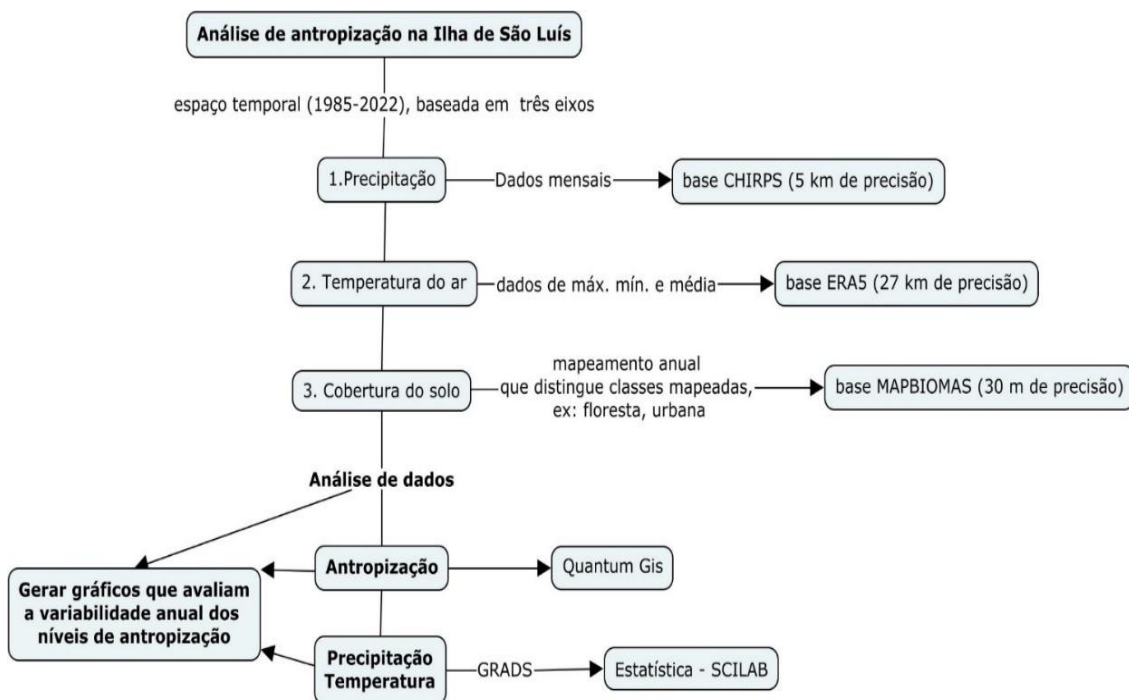 Análise de antropização na Ilha de São Luís
espaço temporal (1985-2022), baseada em três eixos
1.Precipitação
Dados mensais
base CHIRPS (5 km de precisão)
2. Temperatura do ar
dados de máx. mín. e média
base ERA5 (27 km de precisão)
3. Cobertura do solo
mapeamento anual
que distingue classes mapeadas,
ex: floresta, urbana
base MAPBIOMAS (30 m de precisão)
Análise de dados
Antropização
Quantum Gis
Gerar gráficos que avaliam
a variabilidade anual dos
níveis de antropização
Precipitação
Temperatura
GRADS
Estatística - SCILAB